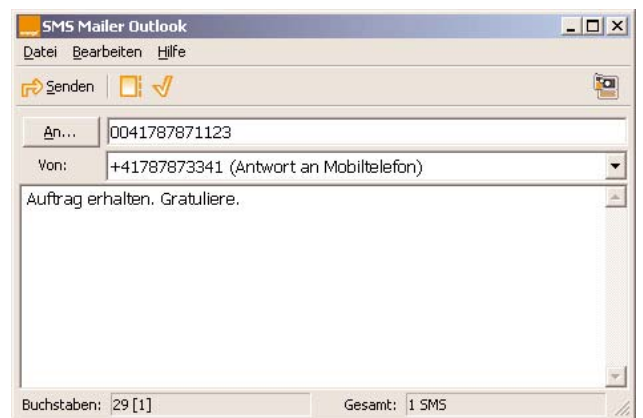 SMS Mailer Outlook
Datei Bearbeiten Hilfe
Senden
An... 0041787871123
Von: +41787873341 (Antwort an Mobiltelefon)
Auftrag erhalten. Gratuliere.
Buchstaben: 29 [1] Gesamt: 1 SMS